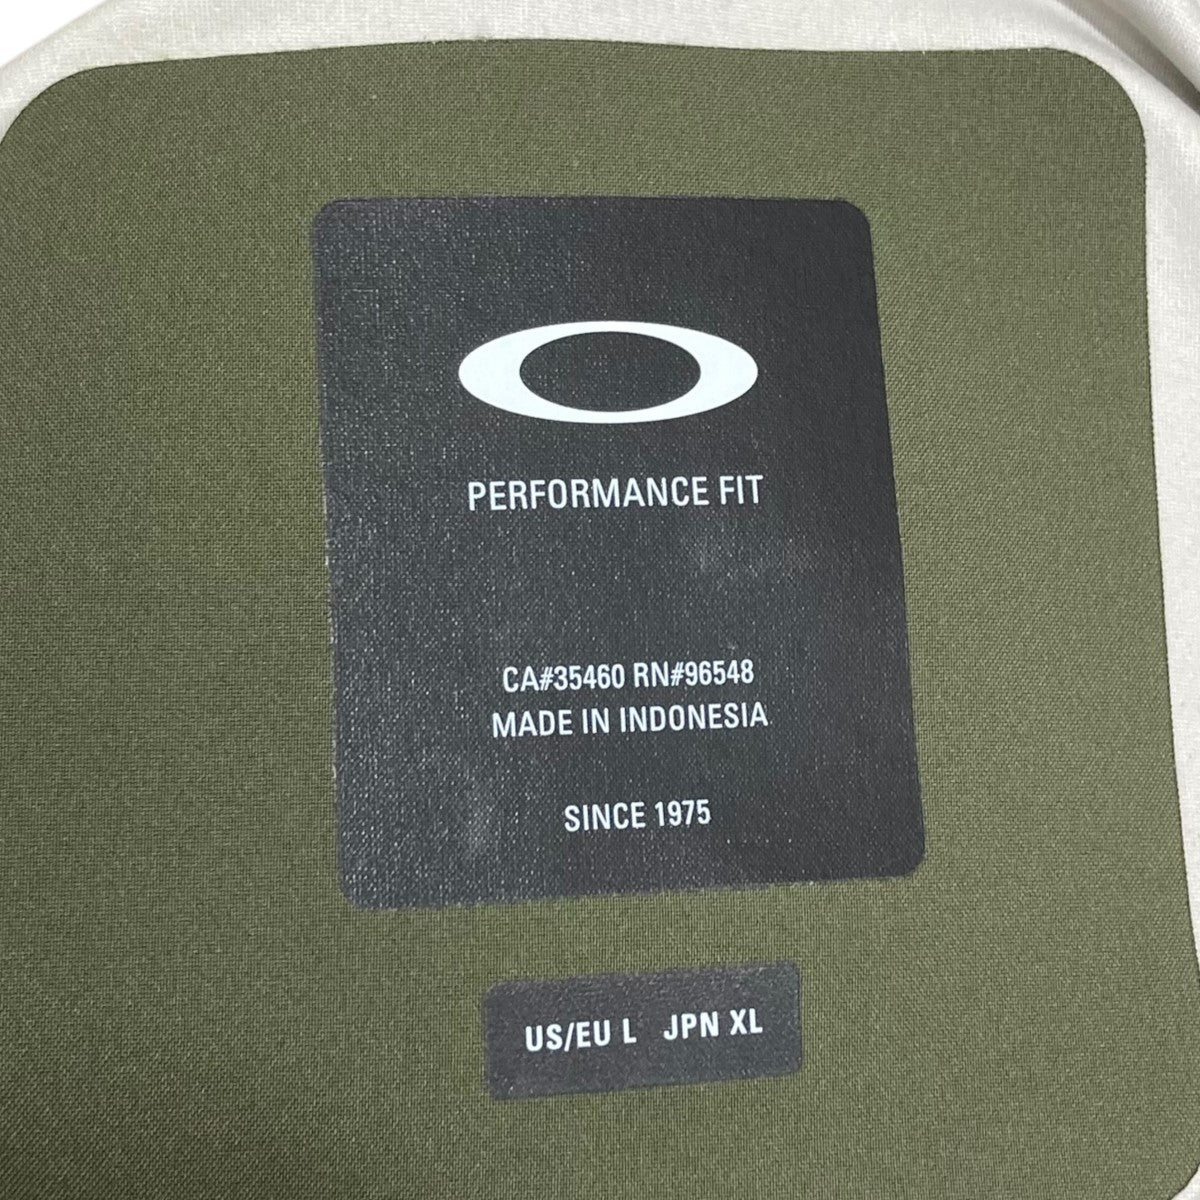 PERFORMANCE FIT
CA#35460 RN#96548
MADE IN INDONESIA
SINCE 1975
US/EU L JPN XL